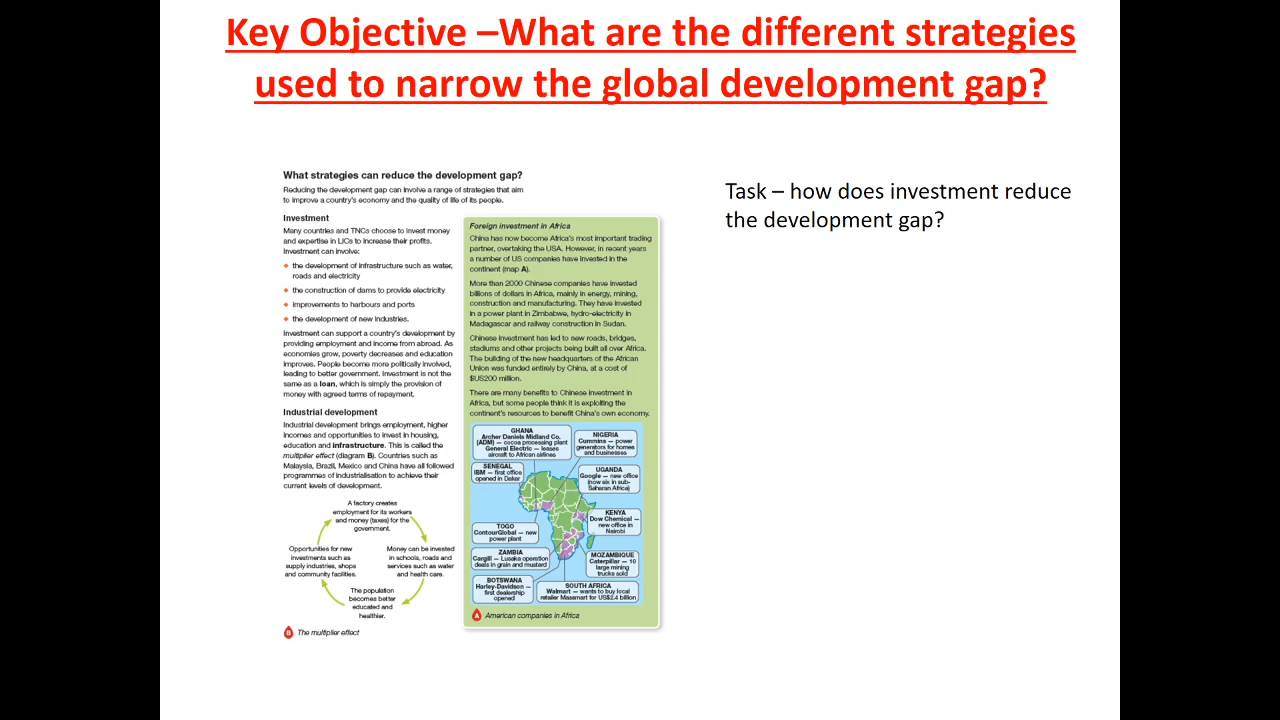 Key Objective –What are the different strategies
used to narrow the global development gap?
What strategies can reduce the development gap?
Reducing the development gap can involve a range of strategies that aim
to improve a country's economy and the quality of life of its people.
Investment
Many countries and TNCs choose to invest money
and expertise in LICs to increase their profits.
Investment can involve:
◆ the development of infrastructure such as water,
roads and electricity
◆ the construction of dams to provide electricity
◆ improvements to harbours and ports
◆ the development of new industries.
Investment can support a country's development by
providing employment and income from abroad. As
economies grow, poverty decreases and education
improves. People become more politically involved,
leading to better government. Investment is not the
same as a loan, which is simply the provision of
money with agreed terms of repayment.
Industrial development
Industrial development brings employment, higher
incomes and opportunities to invest in housing,
education and infrastructure. This is called the
multiplier effect (diagram B). Countries such as
Malaysia, Brazil, Mexico and China have all followed
programmes of industrialisation to achieve their
current levels of development.
A factory creates
employment for its workers
and money (taxes) for the
government.
Money can be invested
in schools, roads and
services such as water
and health care.
The population
becomes better
educated and
healthier.
Opportunities for new
investments such as
supply industries, shops
and community facilities.
B The multiplier effect
Foreign investment in Africa
China has now become Africa's most important trading
partner, overtaking the USA. However, in recent years
a number of US companies have invested in the
continent (map A).
More than 2000 Chinese companies have invested
billions of dollars in Africa, mainly in energy, mining,
construction and manufacturing. They have invested
in a power plant in Zimbabwe, hydro-electricity in
Madagascar and railway construction in Sudan.
Chinese investment has led to new roads, bridges,
stadiums and other projects being built all over Africa.
The building of the new headquarters of the African
Union was funded entirely by China, at a cost of
$US200 million.
There are many benefits to Chinese investment in
Africa, but some people think it is exploiting the
continent's resources to benefit China's own economy.
GHANA
Archer Daniels Midland Co.
(ADM) — cocoa processing plant
General Electric — leases
aircraft to African airlines
NIGERIA
Cummins — power
generators for homes
and businesses
SENEGAL
IBM — first office
opened in Dakar
UGANDA
Google — new office
(now six in sub-
Saharan Africa)
KENYA
Dow Chemical —
new office in
Nairobi
TOGO
ContourGlobal — new
power plant
ZAMBIA
Cargill — Lusaka operation
deals in grain and mustard
MOZAMBIQUE
Caterpillar — 10
large mining
trucks sold
BOTSWANA
Harley-Davidson —
first dealership
opened
SOUTH AFRICA
Walmart — wants to buy local
retailer Massmart for US$2.4 billion
A American companies in Africa
Task – how does investment reduce
the development gap?